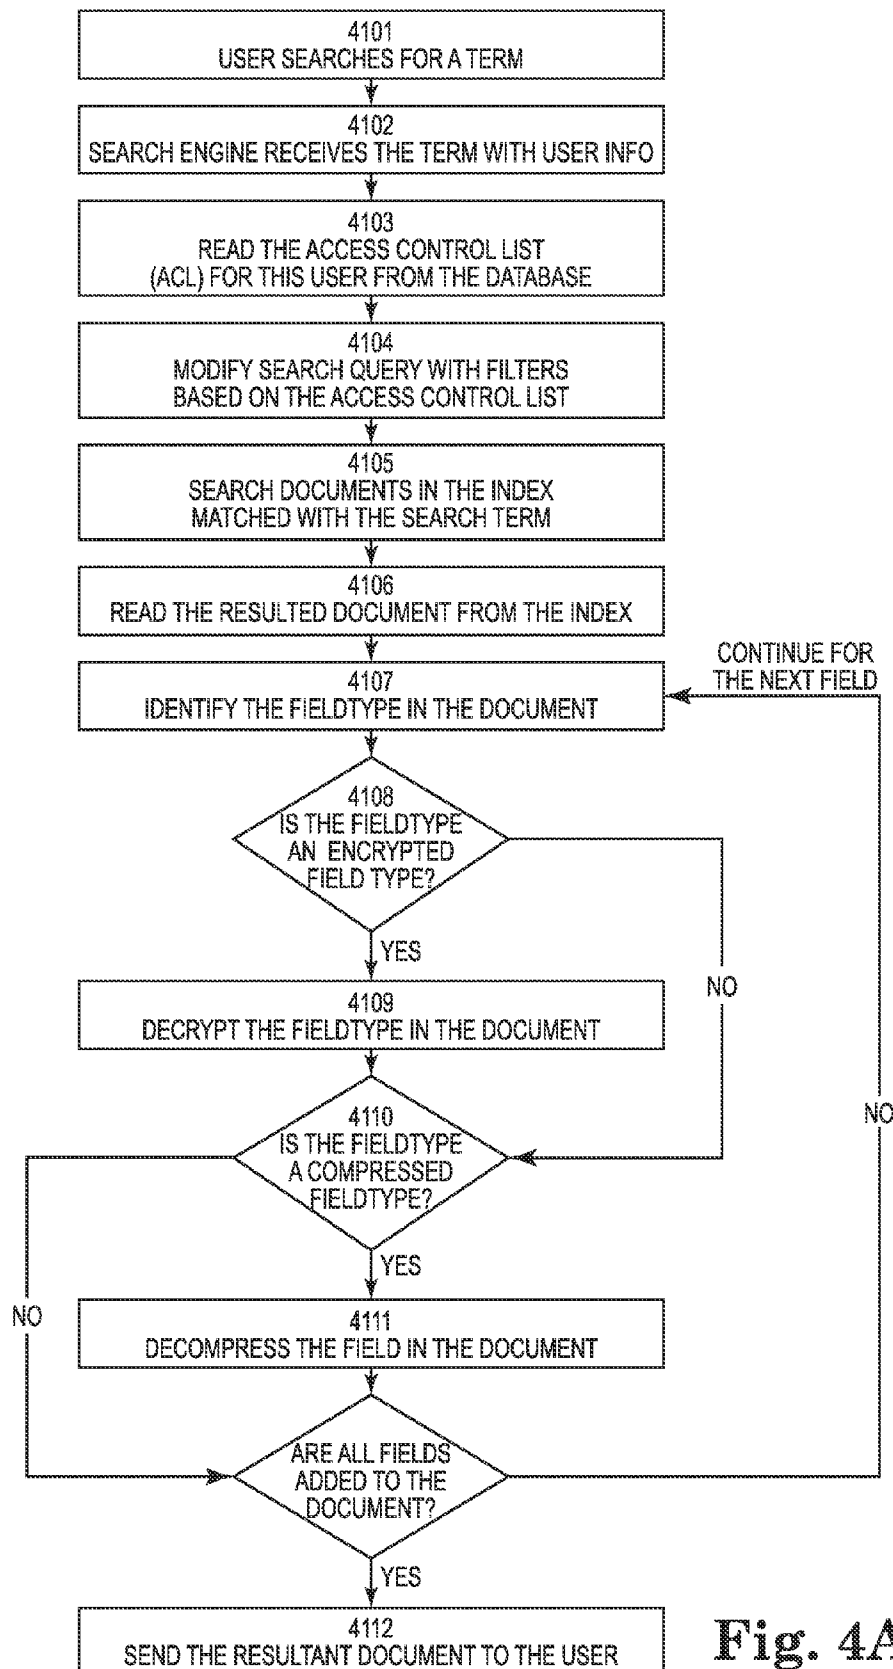 4101
USER SEARCHES FOR A TERM
4102
SEARCH ENGINE RECEIVES THE TERM WITH USER INFO
4103
READ THE ACCESS CONTROL LIST
(ACL) FOR THIS USER FROM THE DATABASE
4104
MODIFY SEARCH QUERY WITH FILTERS
BASED ON THE ACCESS CONTROL LIST
4105
SEARCH DOCUMENTS IN THE INDEX
MATCHED WITH THE SEARCH TERM
4106
READ THE RESULTED DOCUMENT FROM THE INDEX
CONTINUE FOR
THE NEXT FIELD
4107
IDENTIFY THE FIELDTYPE IN THE DOCUMENT
4108
IS THE FIELDTYPE
AN ENCRYPTED
FIELD TYPE?
YES
NO
4109
DECRYPT THE FIELDTYPE IN THE DOCUMENT
4110
IS THE FIELDTYPE
A COMPRESSED
FIELDTYPE?
NO
YES
NO
4111
DECOMPRESS THE FIELD IN THE DOCUMENT
ARE ALL FIELDS
ADDED TO THE
DOCUMENT?
YES
4112
SEND THE RESULTANT DOCUMENT TO THE USER
Fig. 4A